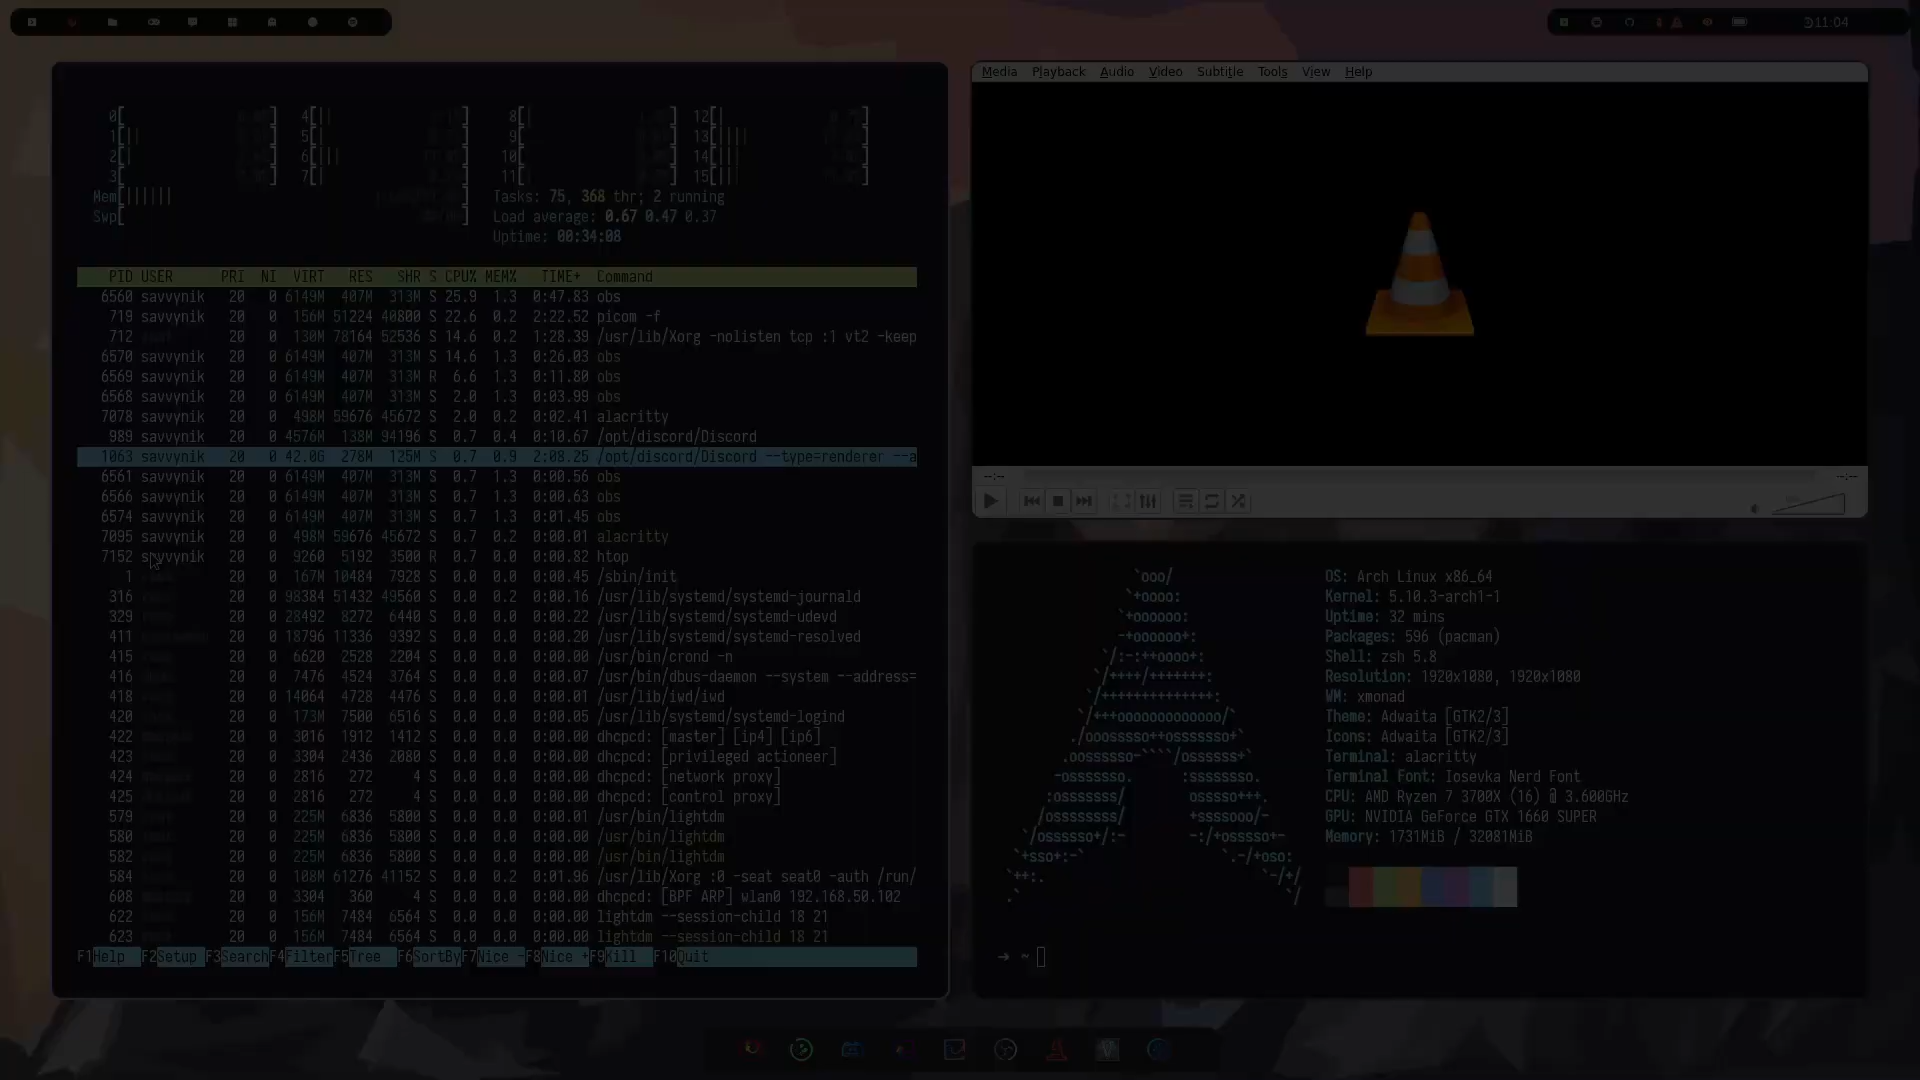 11:04
0[ ] 4[|| ] 8[| ] 12[| ]
1[|| ] 5[| ] 9[ ] 13[|||| ]
2[| ] 6[||| ] 10[ ] 14[||| ]
3[ ] 7[| ] 11[| ] 15[||| ]
Mem[|||||| ] Tasks: 75, 368 thr; 2 running
Swp[ ] Load average: 0.67 0.47 0.37
Uptime: 00:34:08
PID USER PRI NI VIRT RES SHR S CPU% MEM% TIME+ Command
6560 savvynik 20 0 6149M 407M 313M S 25.9 1.3 0:47.83 obs
719 savvynik 20 0 156M 51224 40800 S 22.6 0.2 2:22.52 picom -f
712 20 0 130M 78164 52536 S 14.6 0.2 1:28.39 /usr/lib/Xorg -nolisten tcp :1 vt2 -keep
6570 savvynik 20 0 6149M 407M 313M S 14.6 1.3 0:26.03 obs
6569 savvynik 20 0 6149M 407M 313M R 6.6 1.3 0:11.80 obs
6568 savvynik 20 0 6149M 407M 313M S 2.0 1.3 0:03.99 obs
7078 savvynik 20 0 498M 59676 45672 S 2.0 0.2 0:02.41 alacritty
989 savvynik 20 0 4576M 138M 94196 S 0.7 0.4 0:10.67 /opt/discord/Discord
1063 savvynik 20 0 42.0G 278M 125M S 0.7 0.9 2:08.25 /opt/discord/Discord --type=renderer --a
6561 savvynik 20 0 6149M 407M 313M S 0.7 1.3 0:00.56 obs
6566 savvynik 20 0 6149M 407M 313M S 0.7 1.3 0:00.63 obs
6574 savvynik 20 0 6149M 407M 313M S 0.7 1.3 0:01.45 obs
7095 savvynik 20 0 498M 59676 45672 S 0.7 0.2 0:00.01 alacritty
7152 savvynik 20 0 9260 5192 3500 R 0.7 0.0 0:00.82 htop
1 20 0 167M 10484 7928 S 0.0 0.0 0:00.45 /sbin/init
316 20 0 98384 51432 49560 S 0.0 0.2 0:00.16 /usr/lib/systemd/systemd-journald
329 20 0 28492 8272 6440 S 0.0 0.0 0:00.22 /usr/lib/systemd/systemd-udevd
411 20 0 18796 11336 9392 S 0.0 0.0 0:00.20 /usr/lib/systemd/systemd-resolved
415 20 0 6620 2528 2204 S 0.0 0.0 0:00.00 /usr/bin/crond -n
416 20 0 7476 4524 3764 S 0.0 0.0 0:00.07 /usr/bin/dbus-daemon --system --address=
418 20 0 14064 4728 4476 S 0.0 0.0 0:00.01 /usr/lib/iwd/iwd
420 20 0 173M 7500 6516 S 0.0 0.0 0:00.05 /usr/lib/systemd/systemd-logind
422 20 0 3016 1912 1412 S 0.0 0.0 0:00.00 dhcpcd: [master] [ip4] [ip6]
423 20 0 3304 2436 2080 S 0.0 0.0 0:00.00 dhcpcd: [privileged actioneer]
424 20 0 2816 272 4 S 0.0 0.0 0:00.00 dhcpcd: [network proxy]
425 20 0 2816 272 4 S 0.0 0.0 0:00.00 dhcpcd: [control proxy]
579 20 0 225M 6836 5800 S 0.0 0.0 0:00.01 /usr/bin/lightdm
580 20 0 225M 6836 5800 S 0.0 0.0 0:00.00 /usr/bin/lightdm
582 20 0 225M 6836 5800 S 0.0 0.0 0:00.00 /usr/bin/lightdm
584 20 0 108M 61276 41152 S 0.0 0.2 0:01.96 /usr/lib/Xorg :0 -seat seat0 -auth /run/
608 20 0 3304 360 4 S 0.0 0.0 0:00.00 dhcpcd: [BPF ARP] wlan0 192.168.50.102
622 20 0 156M 7484 6564 S 0.0 0.0 0:00.00 lightdm --session-child 18 21
623 20 0 156M 7484 6564 S 0.0 0.0 0:00.00 lightdm --session-child 18 21
F1Help F2Setup F3SearchF4FilterF5Tree F6SortByF7Nice -F8Nice +F9Kill F10Quit
Media Playback Audio Video Subtitle Tools View Help
--:-- --:--
OS: Arch Linux x86_64
Kernel: 5.10.3-arch1-1
Uptime: 32 mins
Packages: 596 (pacman)
Shell: zsh 5.8
Resolution: 1920x1080, 1920x1080
WM: xmonad
Theme: Adwaita [GTK2/3]
Icons: Adwaita [GTK2/3]
Terminal: alacritty
Terminal Font: Iosevka Nerd Font
CPU: AMD Ryzen 7 3700X (16) @ 3.600GHz
GPU: NVIDIA GeForce GTX 1660 SUPER
Memory: 1731MiB / 32081MiB
➜ ~